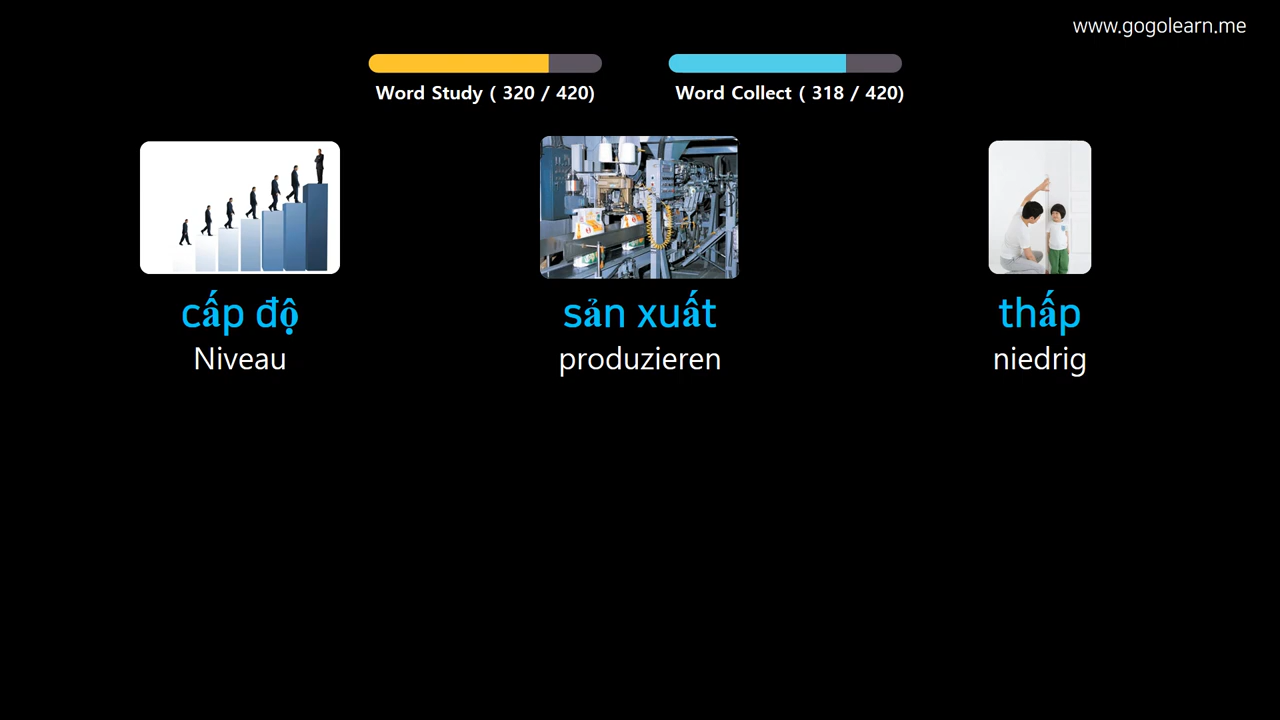 www.gogolearn.me
Word Study ( 320 / 420)
Word Collect ( 318 / 420)
cấp độ
Niveau
sản xuất
produzieren
thấp
niedrig